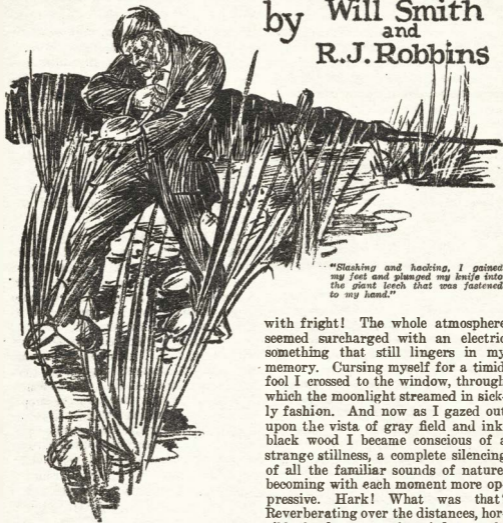 by Will Smith
and
R.J. Robbins
"Slashing and hacking, I gained
my feet and plunged my knife into
the giant leech that was fastened
to my hand."
with fright! The whole atmosphere
seemed surcharged with an electric
something that still lingers in my
memory. Cursing myself for a timid
fool I crossed to the window, through
which the moonlight streamed in sick-
ly fashion. And now as I gazed out
upon the vista of gray field and ink
black wood I became conscious of a
strange stillness, a complete silencing
of all the familiar sounds of nature
becoming with each moment more op
pressive. Hark! What was that
Reverberating over the distances, hor